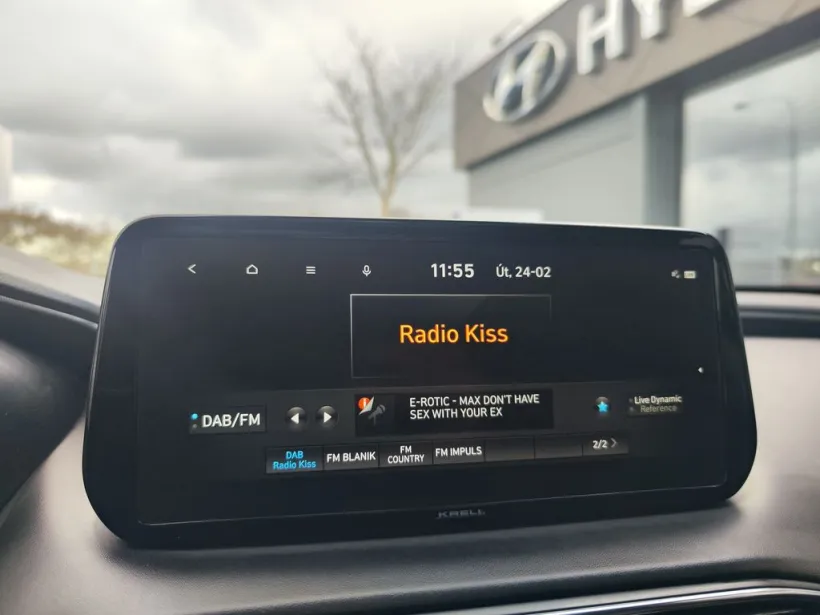 HY
11:55 Út, 24-02
Radio Kiss
DAB/FM
E-ROTIC - MAX DON'T HAVE
SEX WITH YOUR EX
Live Dynamic
Reference
DAB
Radio Kiss
FM BLANIK
FM
COUNTRY
FM IMPULS
2/2
KRELL